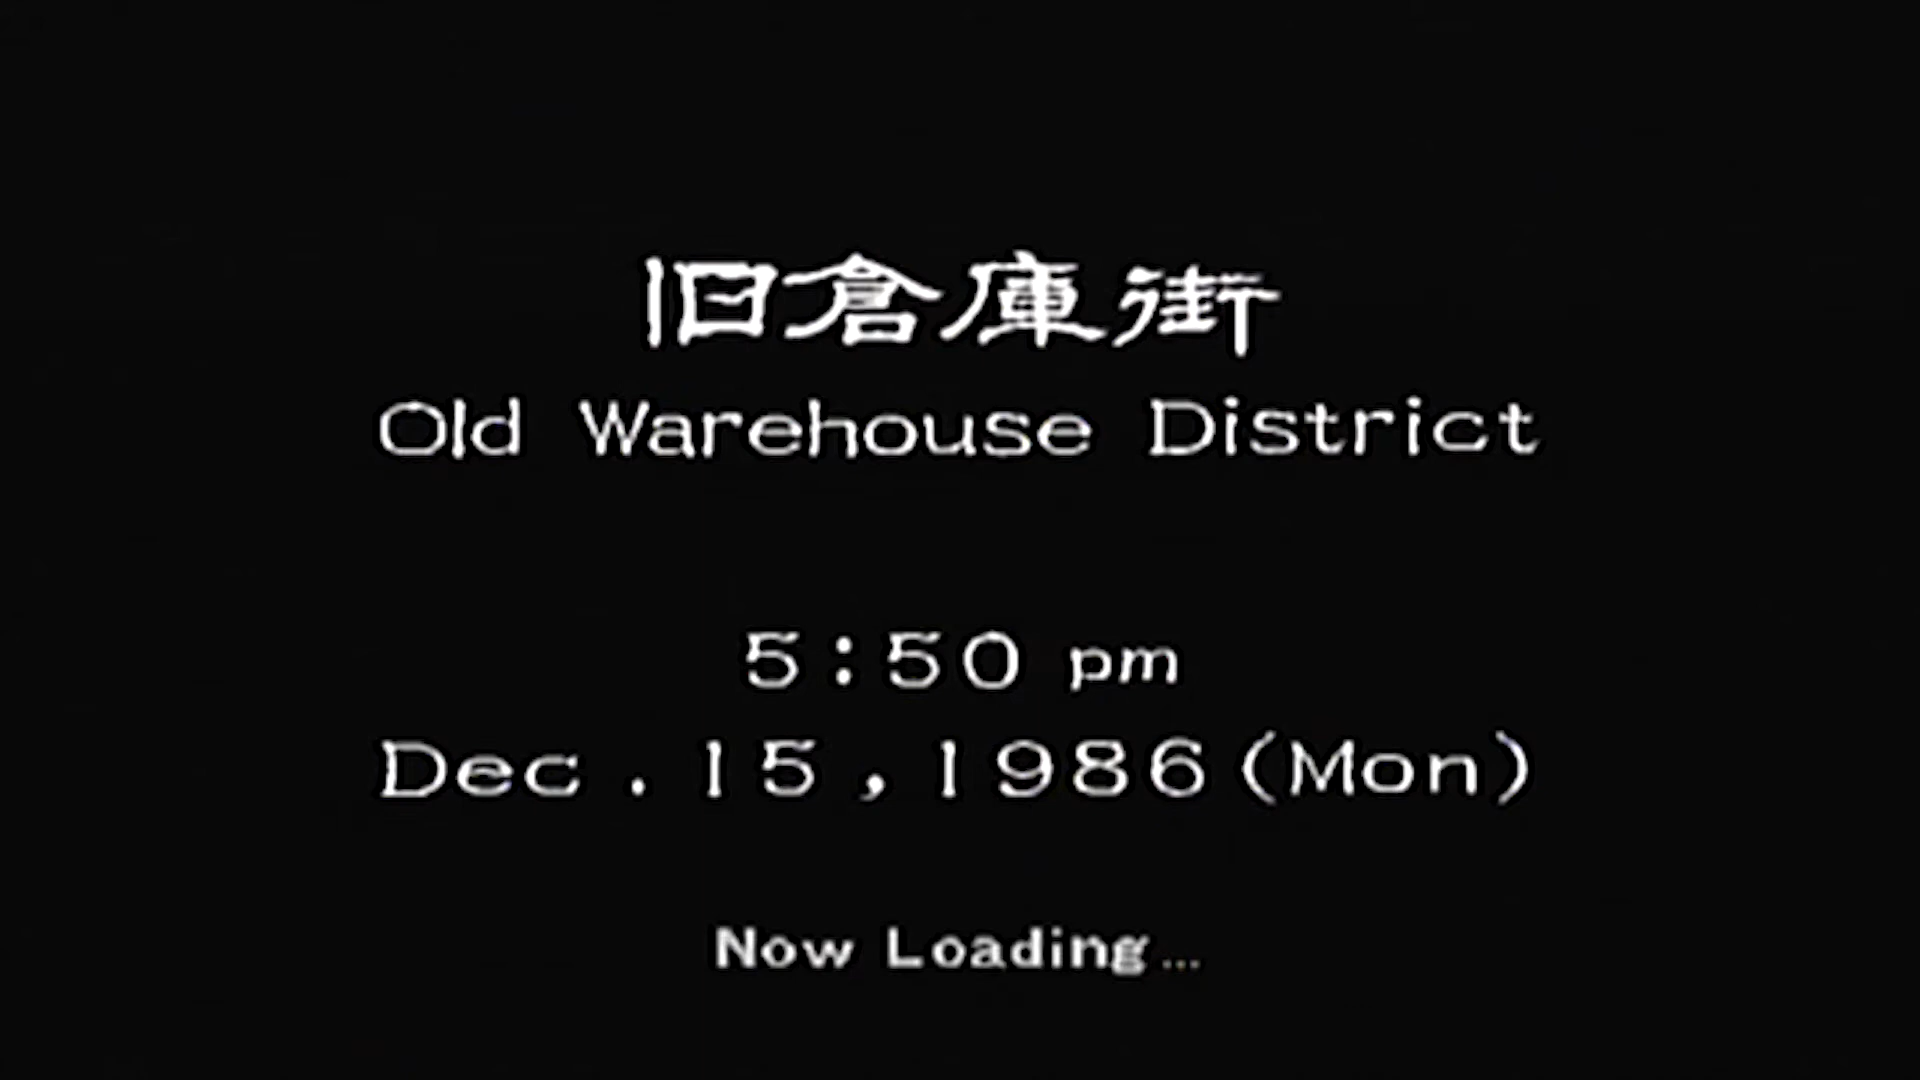 旧倉庫街
Old Warehouse District
5:50 pm
Dec.15,1986(Mon)
Now Loading...